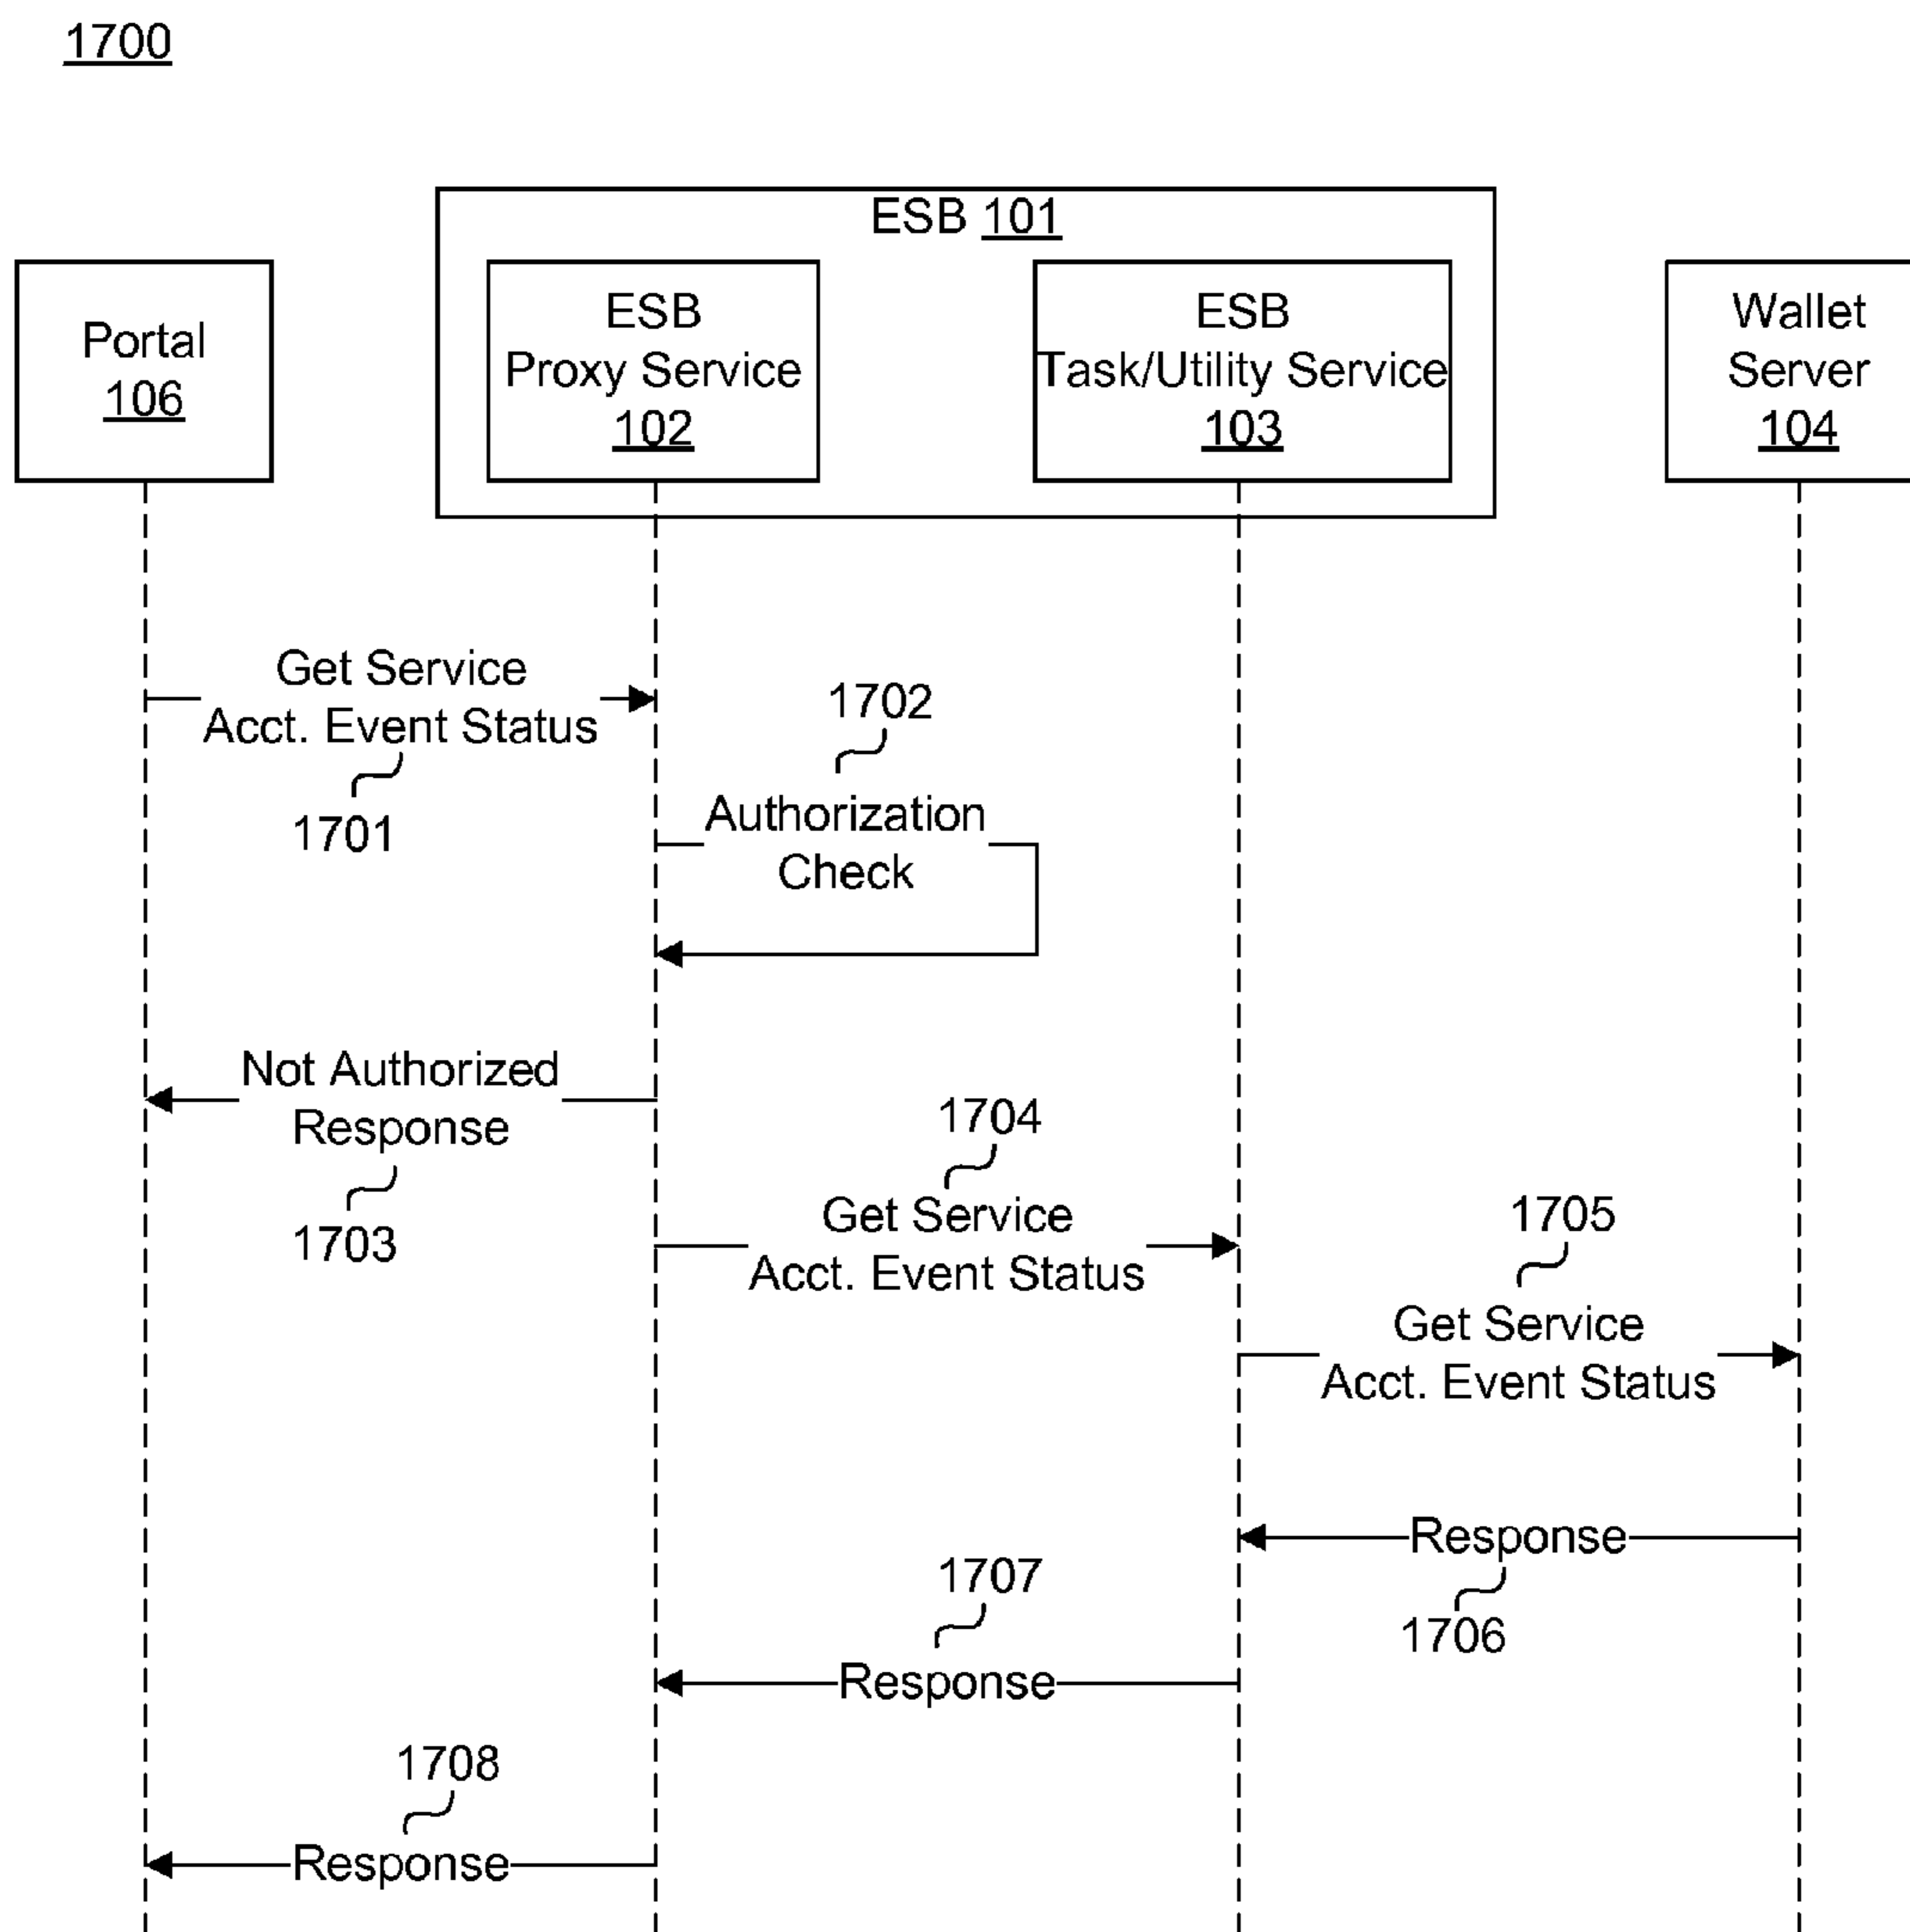 1700
ESB 101
Portal
106
ESB
Proxy Service
102
ESB
Task/Utility Service
103
Wallet
Server
104
Get Service
Acct. Event Status
1701
1702
Authorization
Check
Not Authorized
Response
1703
1704
Get Service
Acct. Event Status
1705
Get Service
Acct. Event Status
Response
1706
1707
Response
1708
Response